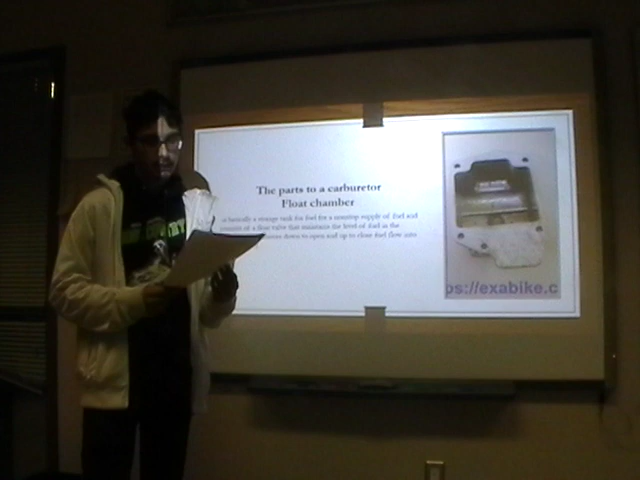 The parts to a carburetor
Float chamber
is basically a storage tank for fuel for a nonstop supply of fuel and
consists of a float valve that maintains the level of fuel in the
down to open and up to close fuel flow into
ps://exabike.c